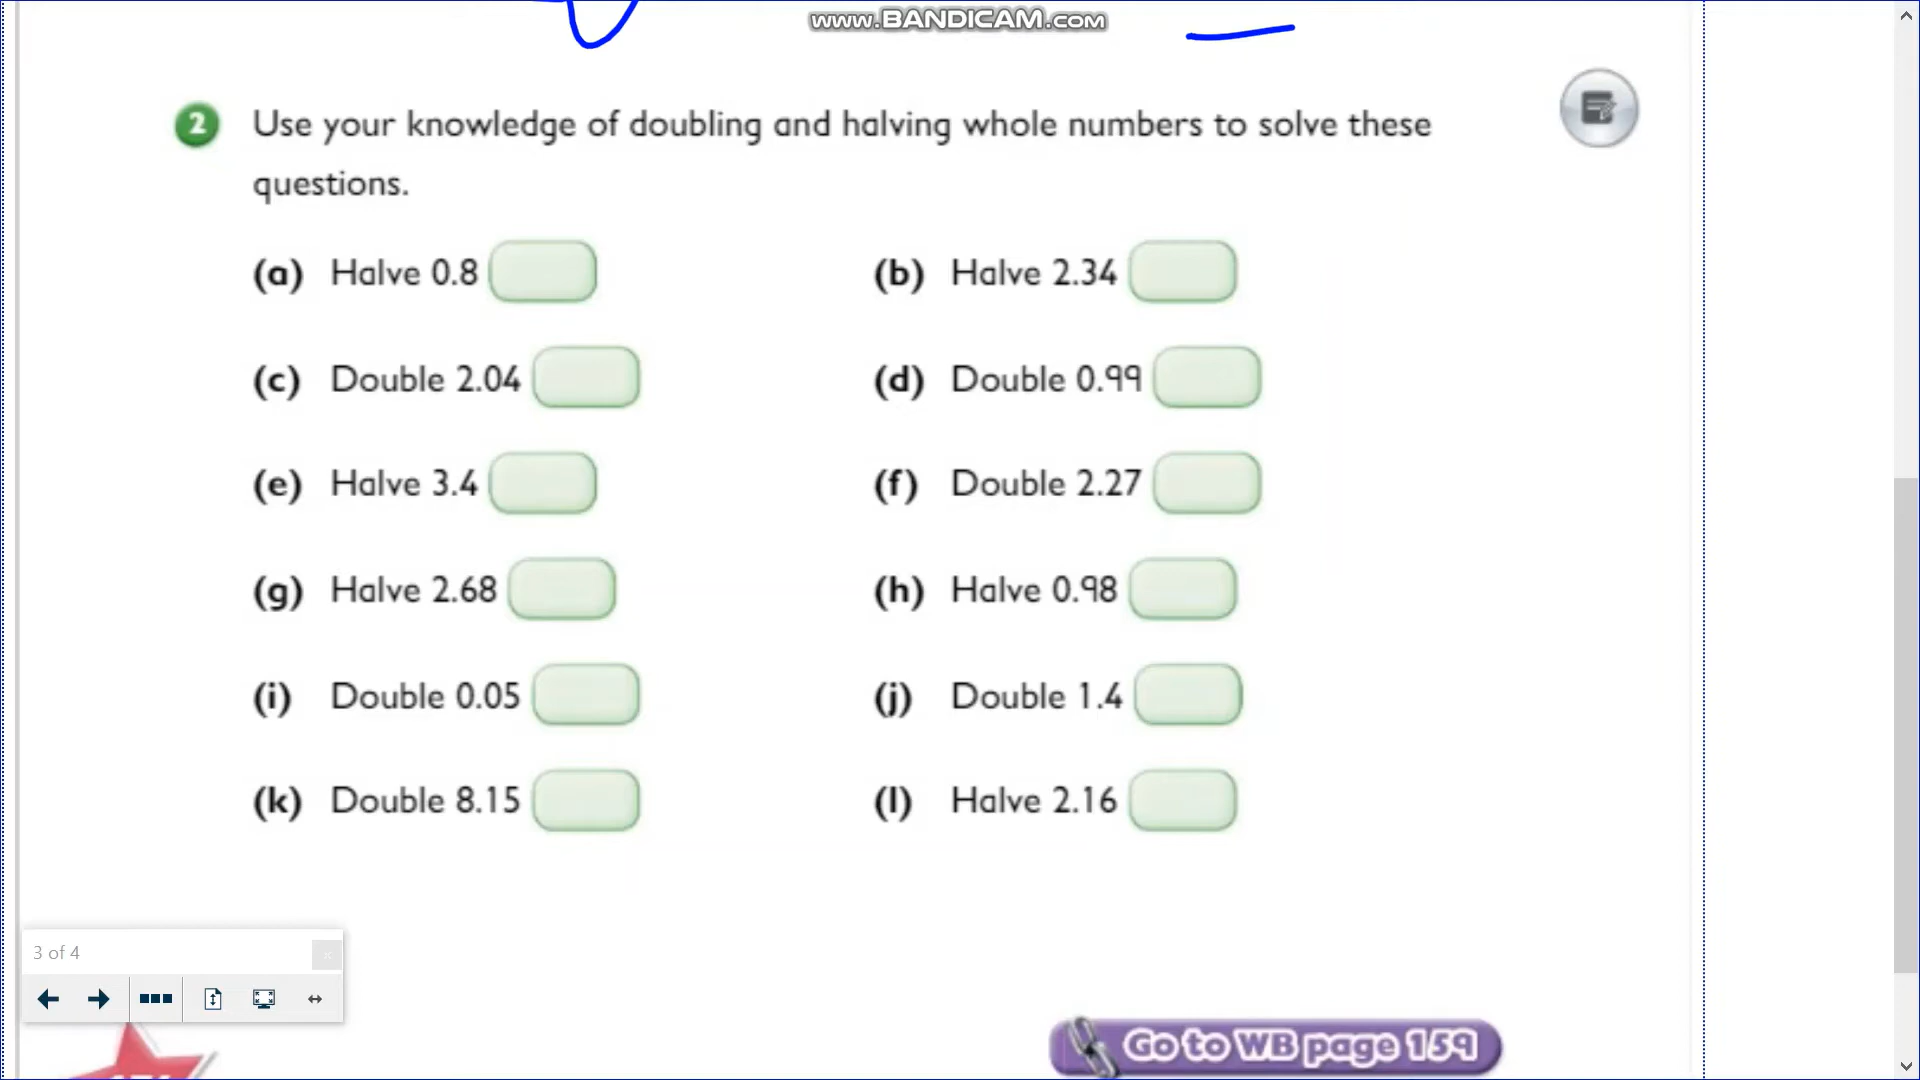 www.BANDICAM.com
2 Use your knowledge of doubling and halving whole numbers to solve these
questions.
(a) Halve 0.8
(b) Halve 2.34
(c) Double 2.04
(d) Double 0.99
(e) Halve 3.4
(f) Double 2.27
(g) Halve 2.68
(h) Halve 0.98
(i) Double 0.05
(j) Double 1.4
(k) Double 8.15
(l) Halve 2.16
3 of 4
Go to WB page 159